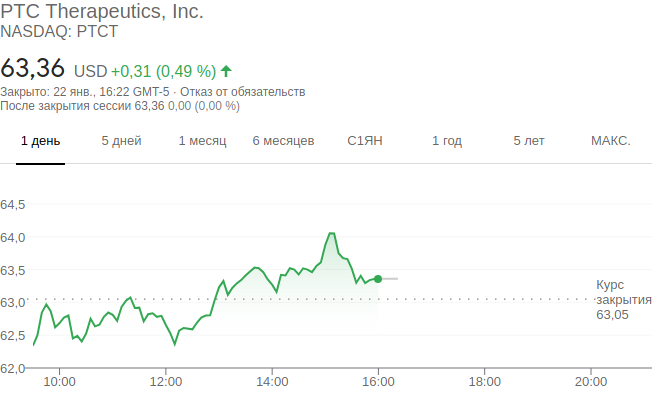 PTC Therapeutics, Inc.
NASDAQ: PTCT
63,36 USD +0,31 (0,49 %)
Закрыто: 22 янв., 16:22 GMT-5 · Отказ от обязательств
После закрытия сессии 63,36 0,00 (0,00 %)
1 день 5 дней 1 месяц 6 месяцев С1ЯН 1 год 5 лет МАКС.
64,5
64,0
63,5
63,0
62,5
62,0
Курс
закрытия
63,05
10:00 12:00 14:00 16:00 18:00 20:00